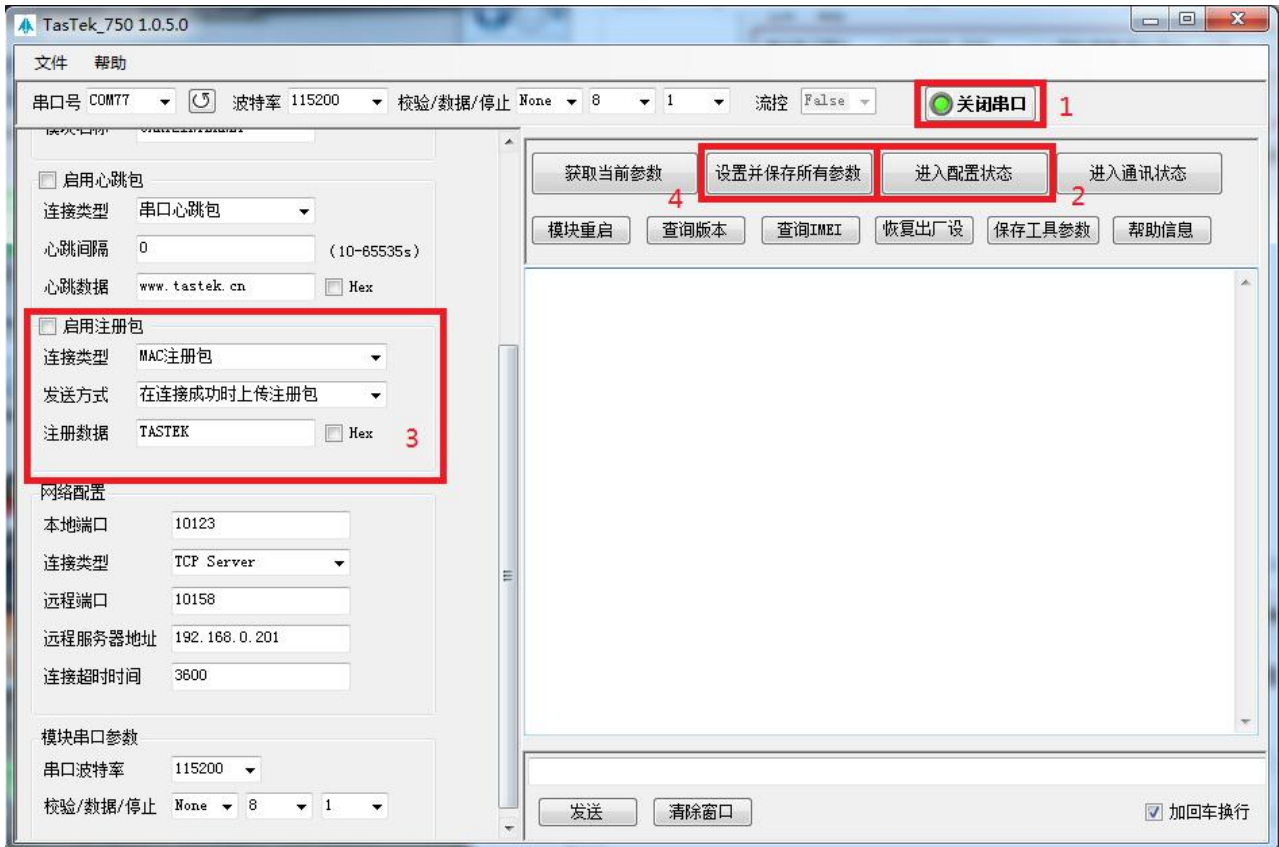 TasTek_750 1.0.5.0
文件 帮助
串口号 COM77 波特率 115200 校验/数据/停止 None 8 1 流控 False 关闭串口 1
获取当前参数 设置并保存所有参数 进入配置状态 进入通讯状态
4 2
模块重启 查询版本 查询IMEI 恢复出厂设 保存工具参数 帮助信息
启用心跳包
连接类型 串口心跳包
心跳间隔 0 (10-65535s)
心跳数据 www.tastek.cn Hex
启用注册包
连接类型 MAC注册包
发送方式 在连接成功时上传注册包
注册数据 TASTEK Hex 3
网络配置
本地端口 10123
连接类型 TCP Server
远程端口 10158
远程服务器地址 192.168.0.201
连接超时时间 3600
模块串口参数
串口波特率 115200
校验/数据/停止 None 8 1
发送 清除窗口 加回车换行